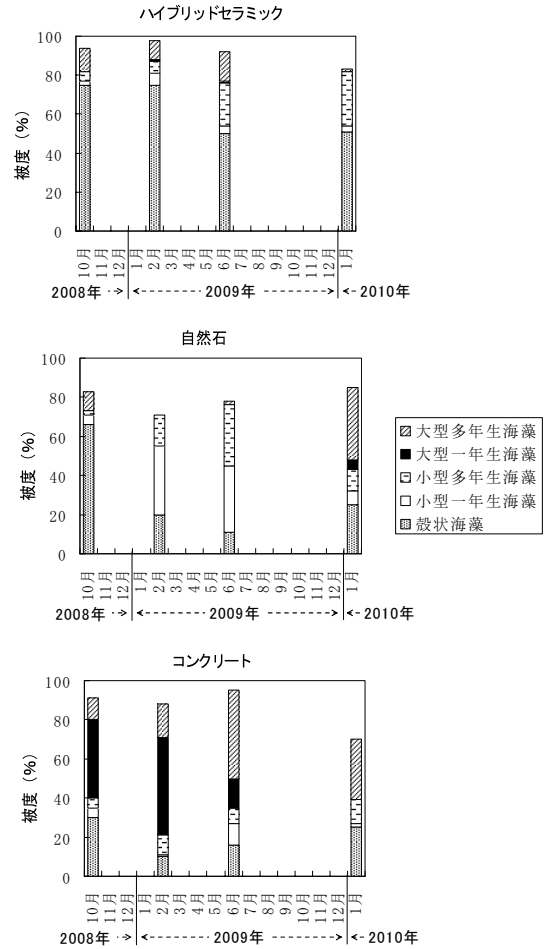 ハイブリッドセラミック
100
80
60
40
20
0
被度（%）
10月 11月 12月 1月 2月 3月 4月 5月 6月 7月 8月 9月 10月 11月 12月 1月
2008年 2009年 2010年
自然石
100
80
60
40
20
0
被度（%）
10月 11月 12月 1月 2月 3月 4月 5月 6月 7月 8月 9月 10月 11月 12月 1月
2008年 2009年 2010年
大型多年生海藻
大型一年生海藻
小型多年生海藻
小型一年生海藻
殻状海藻
コンクリート
100
80
60
40
20
0
被度（%）
10月 11月 12月 1月 2月 3月 4月 5月 6月 7月 8月 9月 10月 11月 12月 1月
2008年 2009年 2010年